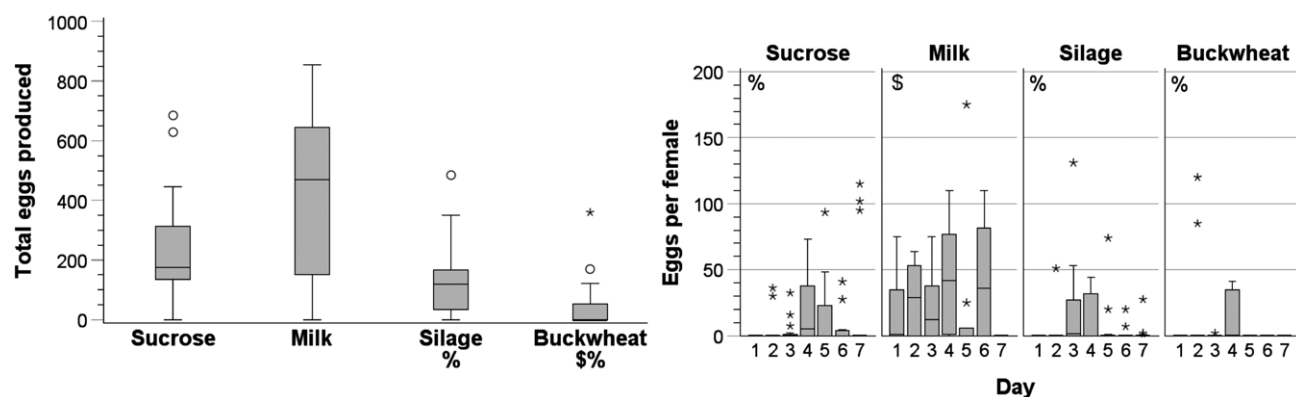 Total eggs produced
1000
800
600
400
200
0
Sucrose Milk Silage Buckwheat
% $%
Eggs per female
Sucrose Milk Silage Buckwheat
% $ % %
200
150
100
50
0
1 2 3 4 5 6 7 1 2 3 4 5 6 7 1 2 3 4 5 6 7 1 2 3 4 5 6 7
Day